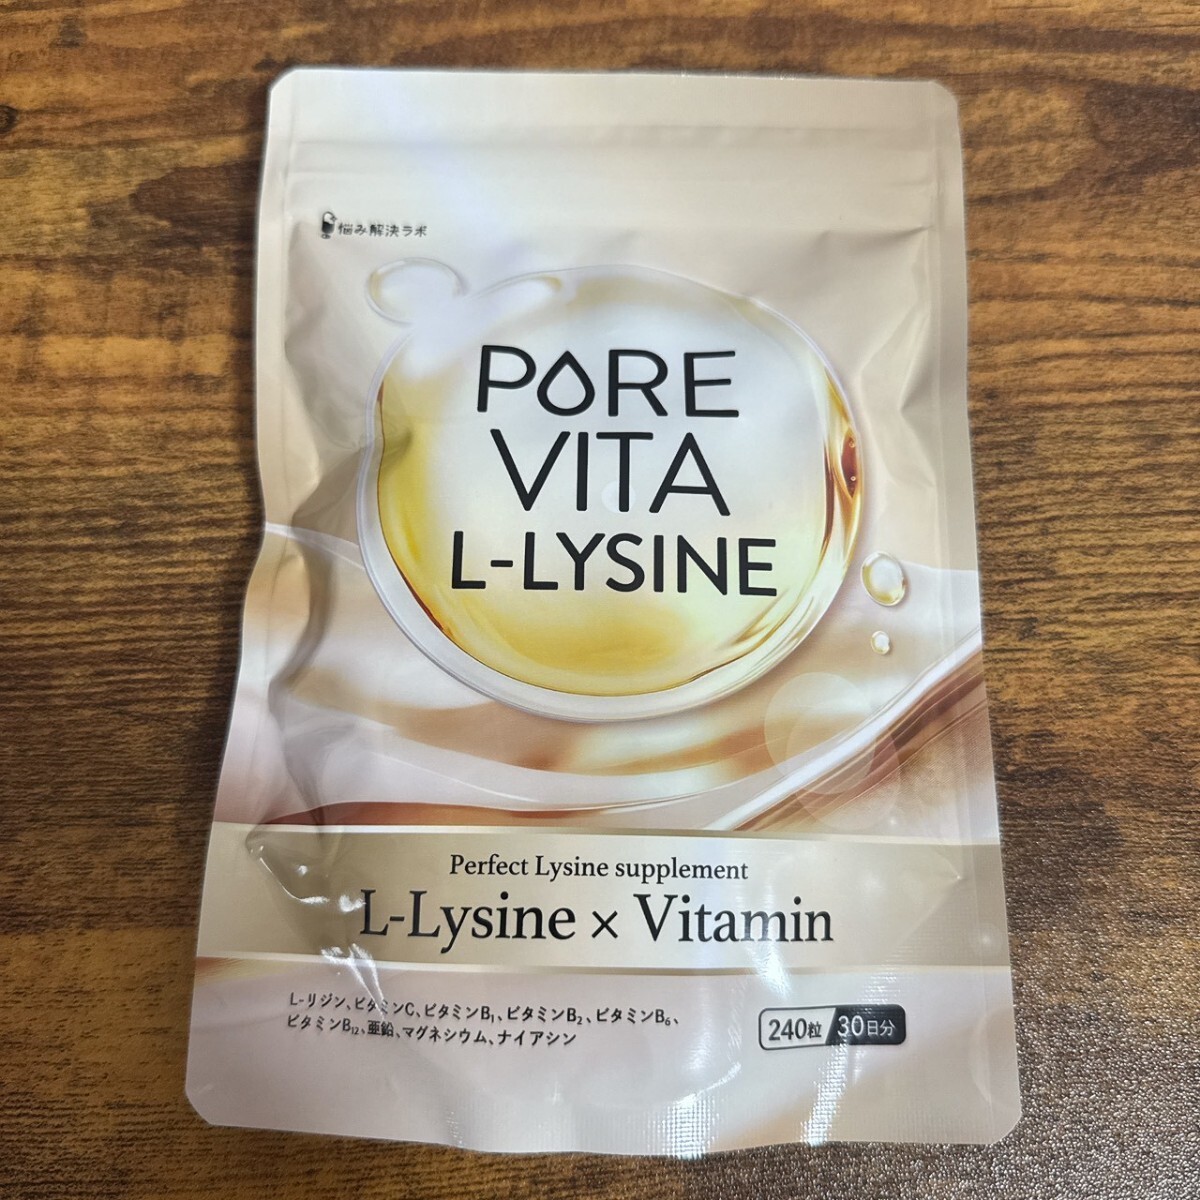 悩み解決ラボ
PORE
VITA
L-LYSINE
Perfect Lysine supplement
L-Lysine × Vitamin
L-リジン、ビタミンC、ビタミンB₁、ビタミンB₂、ビタミンB₆、
ビタミンB₁₂、亜鉛、マグネシウム、ナイアシン
240粒/30日分